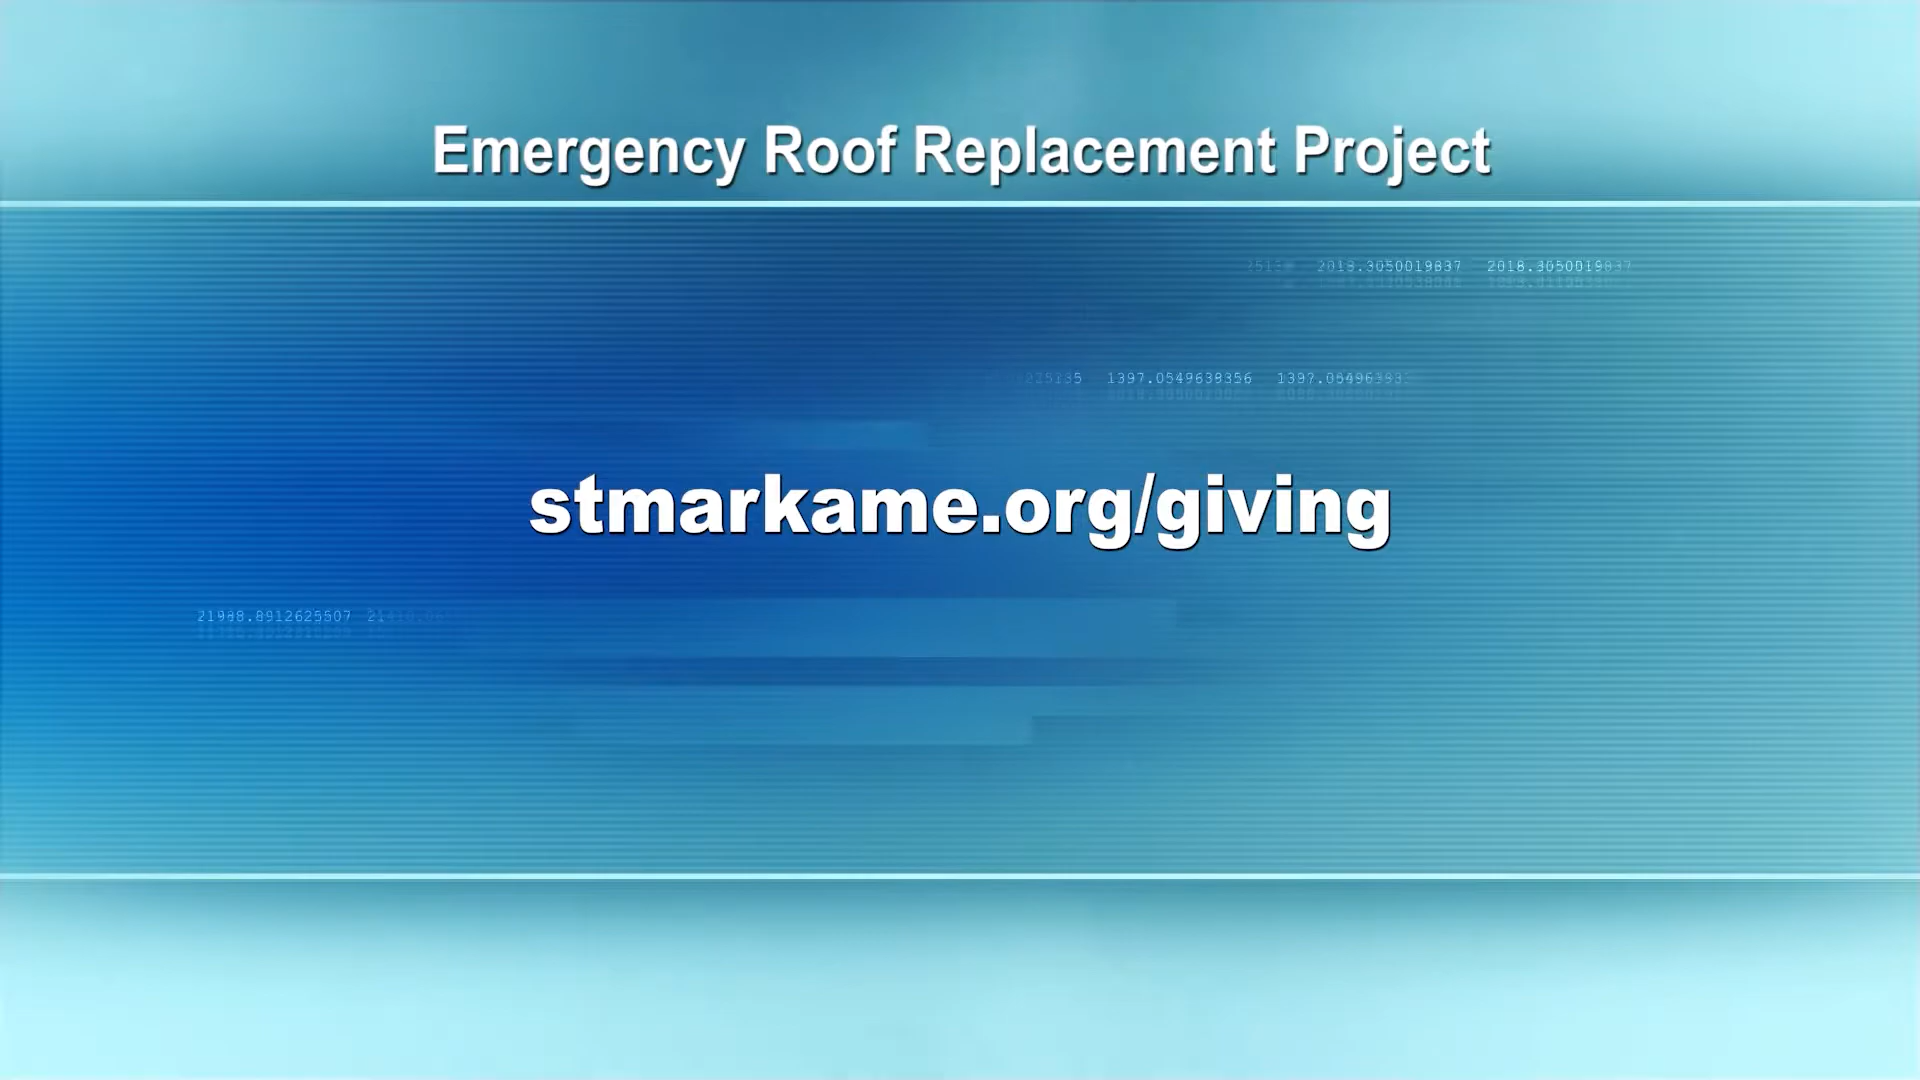 Emergency Roof Replacement Project
2018.3050019837 2018.3050019837
1397.0549638356
stmarkame.org/giving
21988.8912625507